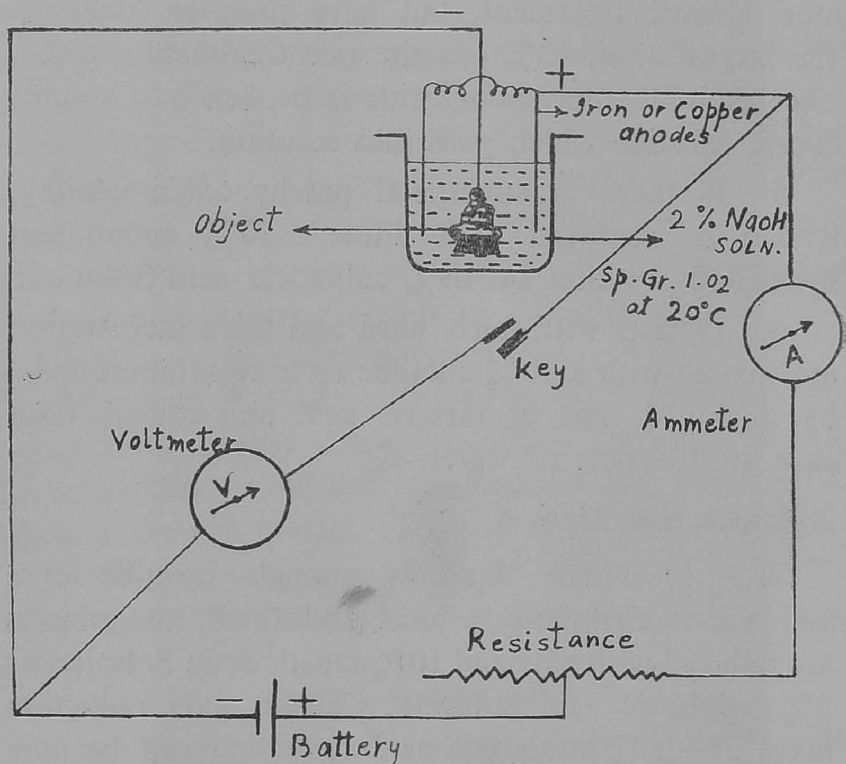 −
+
Iron or Copper
anodes
Object
2 % NaoH
SOLN.
Sp. Gr. 1.02
at 20°C
Key
A
Ammeter
Voltmeter
V
Resistance
− +
Battery